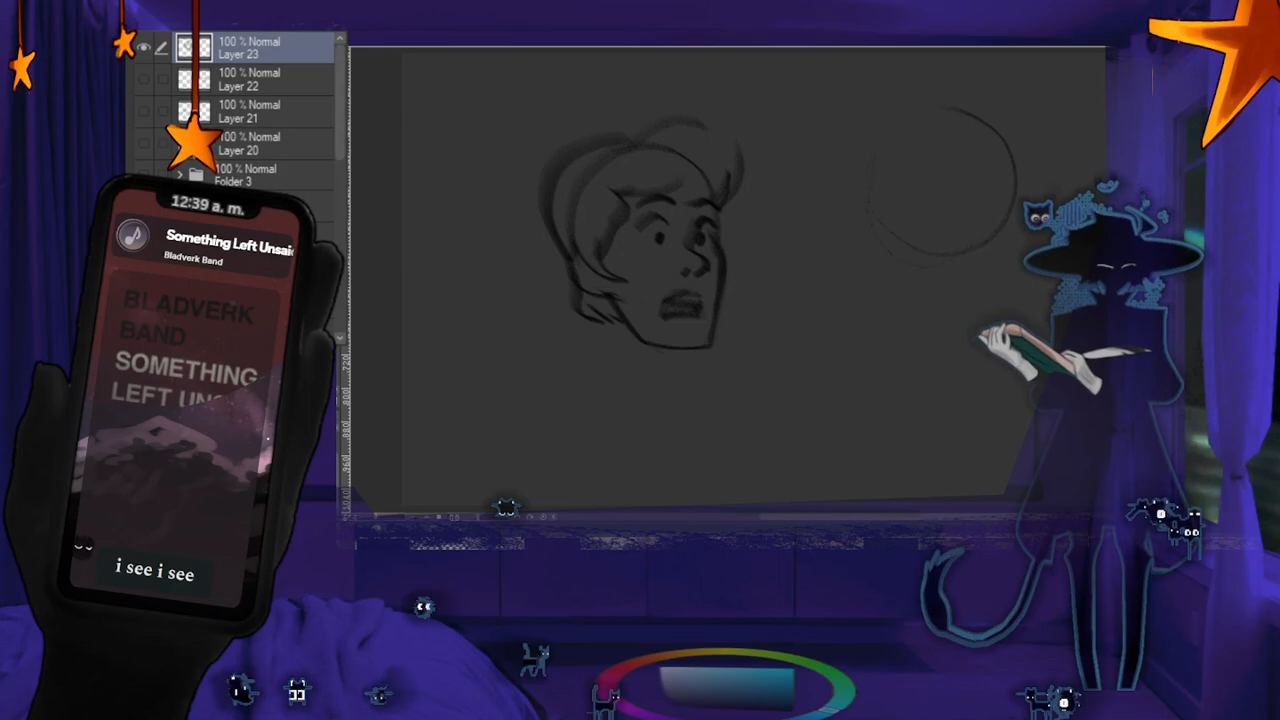 100 % Normal
Layer 23
100 % Normal
Layer 22
100 % Normal
Layer 21
100 % Normal
Layer 20
100 % Normal
Folder 3
12:39 a. m.
Something Left Unsai
Bladverk Band
BLADVERK
BAND
SOMETHING
LEFT UNS
i see i see